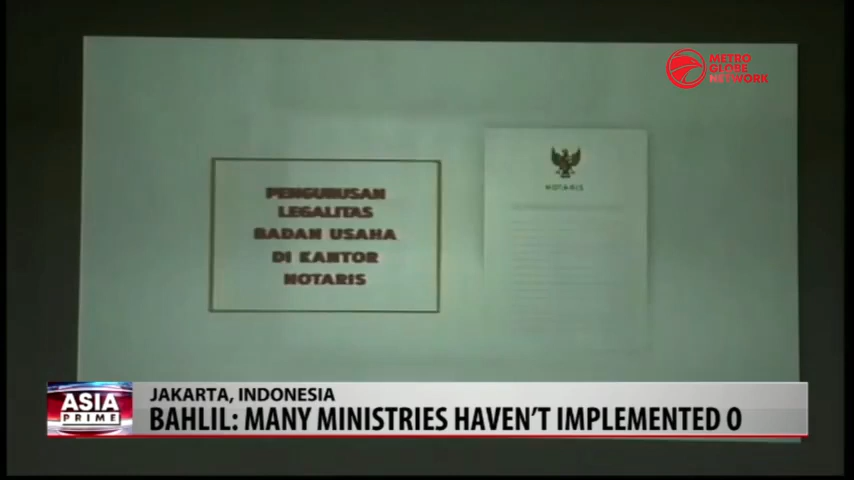 METRO
GLOBE
NETWORK
NOTARIS
PENGURUSAN
LEGALITAS
BADAN USAHA
DI KANTOR
NOTARIS
ASIA
PRIME
JAKARTA, INDONESIA
BAHLIL: MANY MINISTRIES HAVEN'T IMPLEMENTED O